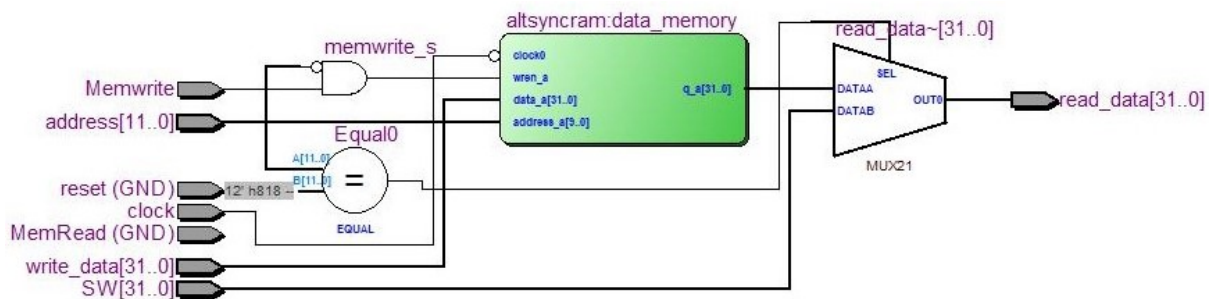 altsyncram:data_memory
read_data~[31..0]
memwrite_s
clock0
SEL
Memwrite
wren_a
q_a[31..0]
DATAA
data_a[31..0]
OUT0
read_data[31..0]
address[11..0]
address_a[9..0]
DATAB
Equal0
A[11..0]
MUX21
B[11..0]
=
reset (GND)
12' h818 --
clock
EQUAL
MemRead (GND)
write_data[31..0]
SW[31..0]